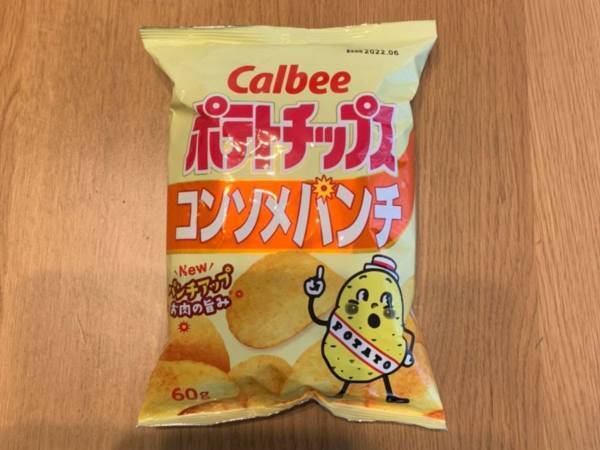 2022.06
Calbee
ポテトチップス
コンソメパンチ
New
パンチアップ
お肉の旨み
POTATO
60g